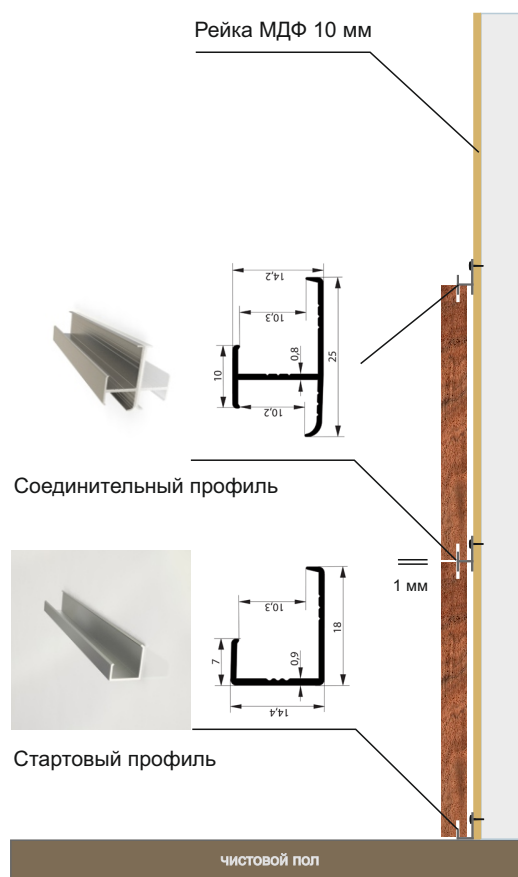 Рейка МДФ 10 мм
14,2
10,3
0,8
10
25
10,2
Соединительный профиль
1 мм
10,3
18
7
0,9
14,4
Стартовый профиль
чистовой пол